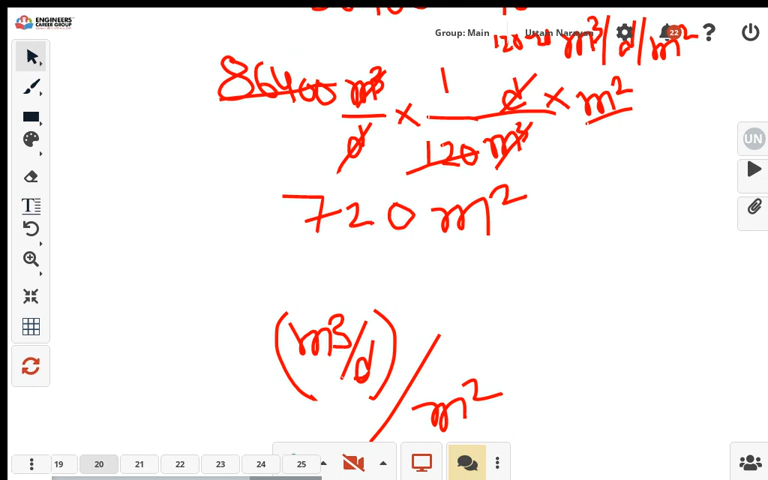 ENGINEERS
CAREER GROUP
Group: Main
Uttam Narayan
22
?
m³/d/m²
86400 m³/d × 1 d/120 m³ × m²
720 m²
(m³/d)/m²
UN
T
19 20 21 22 23 24 25